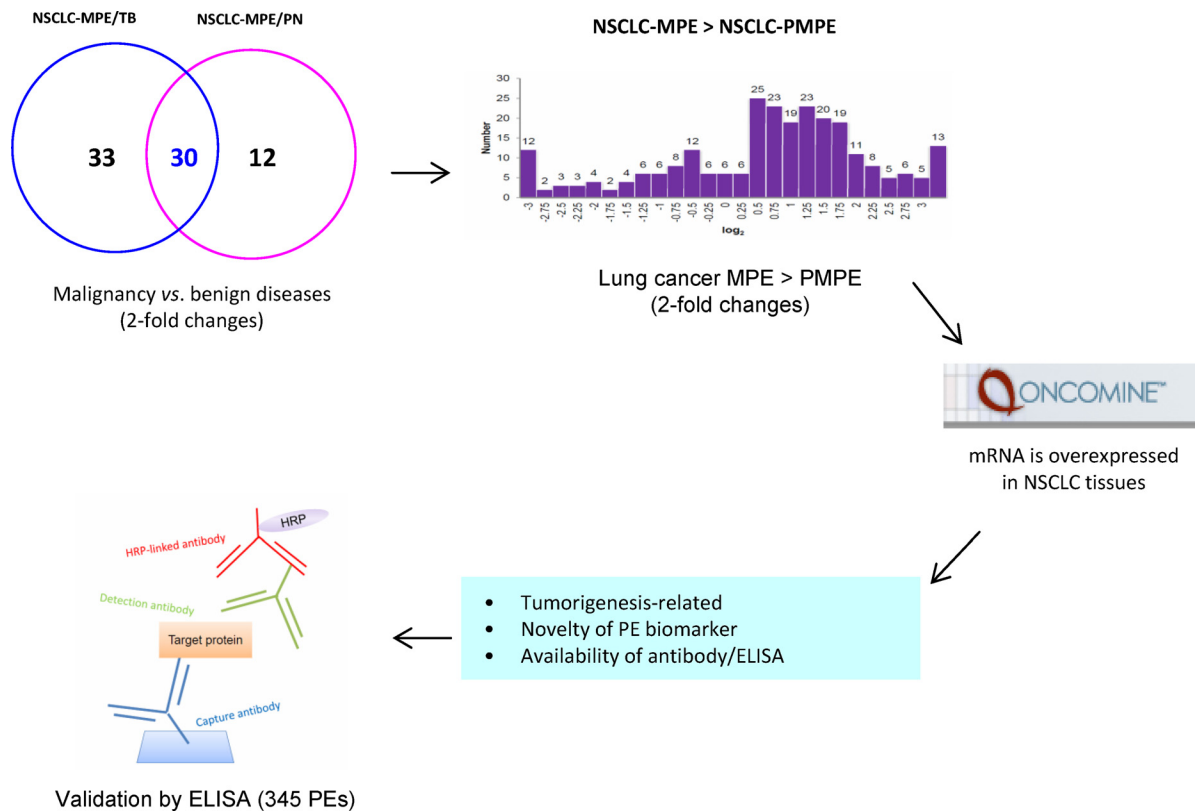 NSCLC-MPE/TB
NSCLC-MPE/PN
33
30
12
Malignancy vs. benign diseases
(2-fold changes)
NSCLC-MPE > NSCLC-PMPE
Number
30
25
20
15
10
5
0
12 2 3 3 4 2 4 6 6 8 12 6 6 6 25 23 19 23 20 19 11 8 5 6 5 13
-3 -2.75 -2.5 -2.25 -2 -1.75 -1.5 -1.25 -1 -0.75 -0.5 -0.25 0 0.25 0.5 0.75 1 1.25 1.5 1.75 2 2.25 2.5 2.75 3
log2
Lung cancer MPE > PMPE
(2-fold changes)
ONCOMINE™
mRNA is overexpressed
in NSCLC tissues
• Tumorigenesis-related
• Novelty of PE biomarker
• Availability of antibody/ELISA
HRP
HRP-linked antibody
Detection antibody
Target protein
Capture antibody
Validation by ELISA (345 PEs)